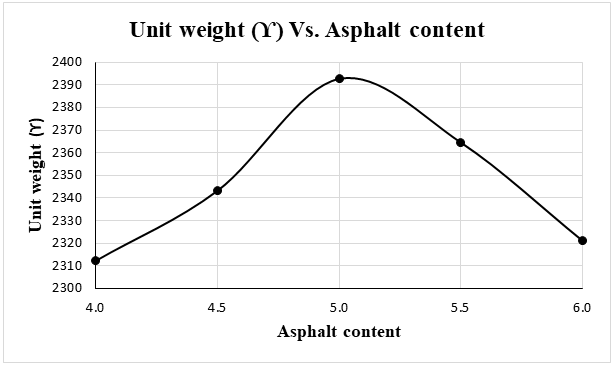 Unit weight (ϒ) Vs. Asphalt content
2400
2390
2380
2370
2360
2350
2340
2330
2320
2310
2300
Unit weight (ϒ)
4.0 4.5 5.0 5.5 6.0
Asphalt content